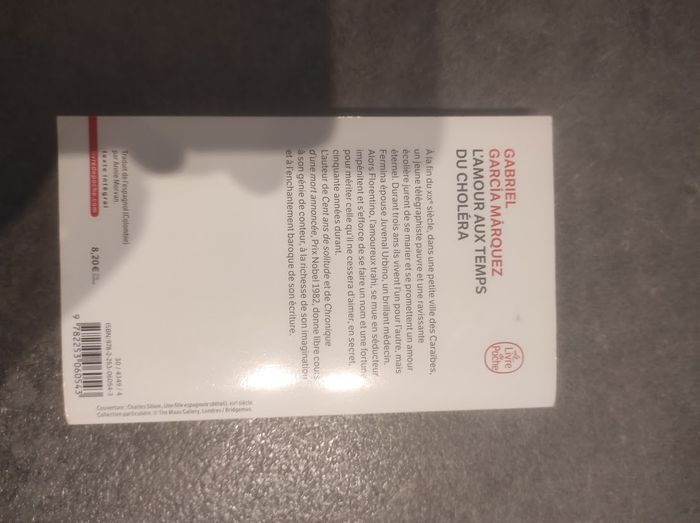 GABRIEL
GARCÍA MÁRQUEZ
L'AMOUR AUX TEMPS
DU CHOLÉRA
Le
Livre
de
Poche
À la fin du XIXe siècle, dans une petite ville des Caraïbes,
un jeune télégraphiste pauvre et une ravissante
écolière jurent de se marier et se promettent un amour
éternel. Durant trois ans ils vivent l'un pour l'autre, mais
Fermina épouse Juvenal Urbino, un brillant médecin.
Alors Florentino, l'amoureux trahi, se mue en séducteur
impénitent et s'efforce de se faire un nom et une fortune
pour mériter celle qu'il ne cessera d'aimer, en secret,
cinquante années durant.
L'auteur de Cent ans de solitude et de Chronique
d'une mort annoncée, Prix Nobel 1982, donne libre cours
à son génie de conteur, à la richesse de son imagination
et à l'enchantement baroque de son écriture.
Traduit de l'espagnol (Colombie)
par Annie Morvan.
texte intégral
livredepoche.com
8,20 €
30 / 4349 / 4
ISBN : 978-2-253-06054-3
9 782253 060543
Couverture : Charles Sillem, Une fille espagnole (détail), XIXe siècle.
Collection particulière. © The Maas Gallery, Londres / Bridgeman.